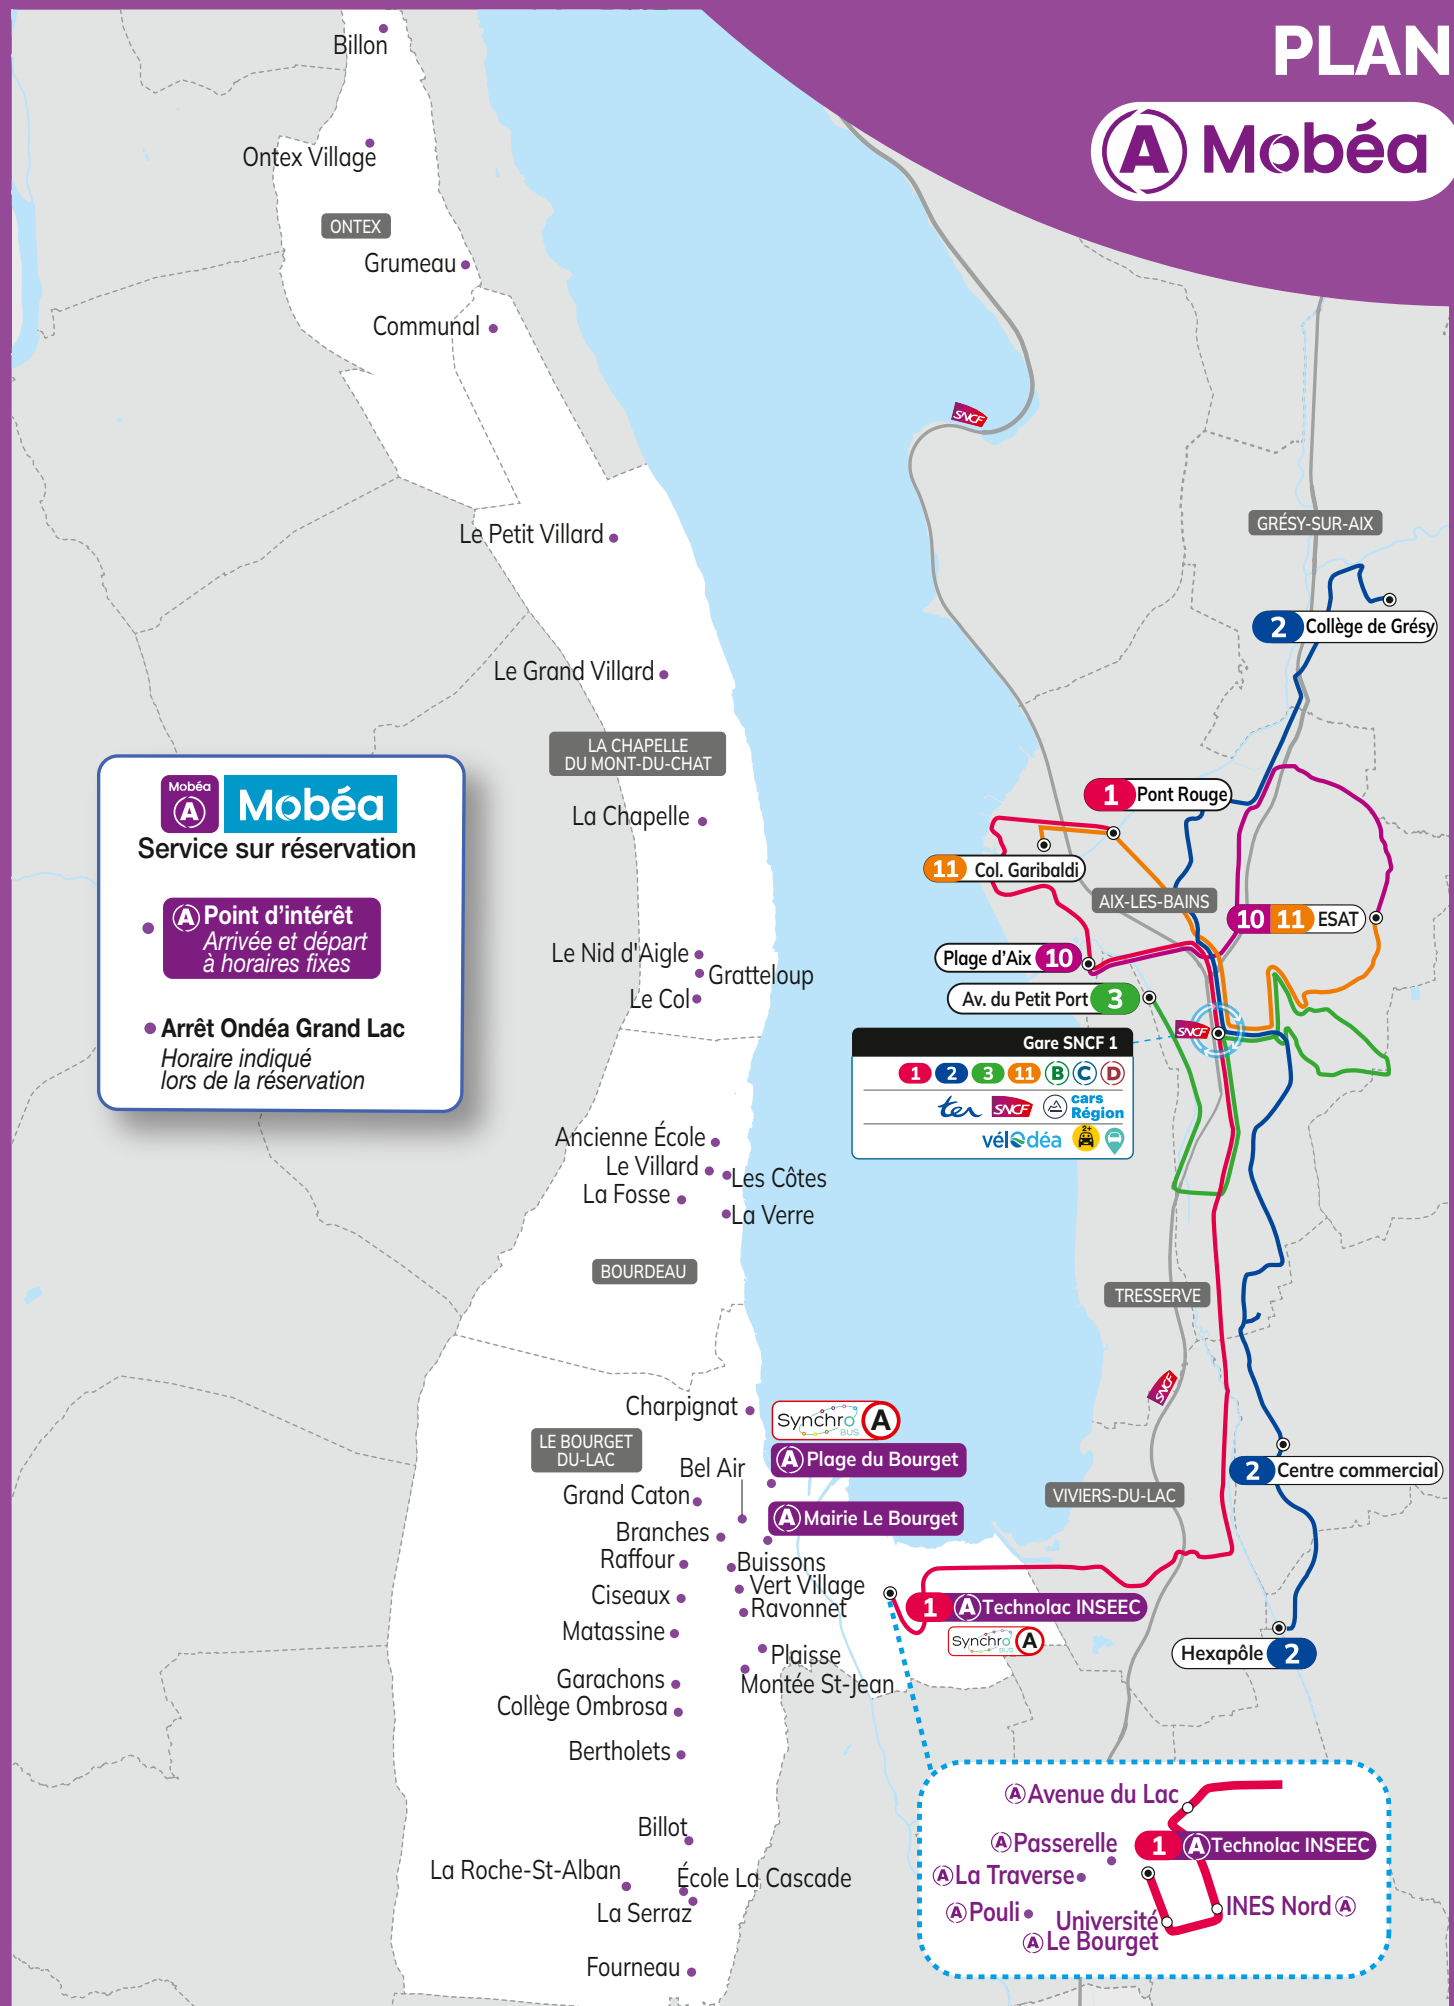 PLAN
A Mobéa
Billon
Ontex Village
ONTEX
Grumeau
Communal
SNCF
Le Petit Villard
GRÉSY-SUR-AIX
2 Collège de Grésy
Le Grand Villard
LA CHAPELLE
DU MONT-DU-CHAT
La Chapelle
Mobéa
A
Mobéa
Service sur réservation
A Point d'intérêt
Arrivée et départ
à horaires fixes
Arrêt Ondéa Grand Lac
Horaire indiqué
lors de la réservation
1 Pont Rouge
11 Col. Garibaldi
AIX-LES-BAINS
10 11 ESAT
Plage d'Aix 10
Av. du Petit Port 3
SNCF
Gare SNCF 1
1 2 3 11 B C D
ter SNCF cars
Région
vélodéa 2+
Le Nid d'Aigle
Gratteloup
Le Col
Ancienne École
Le Villard
Les Côtes
La Fosse
La Verre
BOURDEAU
TRESSERVE
SNCF
Charpignat
Synchro A
BUS
LE BOURGET
DU-LAC
A Plage du Bourget
Bel Air
Grand Caton
A Mairie Le Bourget
Branches
Raffour
Buissons
Vert Village
Ciseaux
Ravonnet
Matassine
Plaisse
Garachons
Montée St-Jean
Collège Ombrosa
Bertholets
VIVIERS-DU-LAC
2 Centre commercial
1 A Technolac INSEEC
Synchro A
BUS
Hexapôle 2
Billot
La Roche-St-Alban
École La Cascade
La Serraz
Fourneau
A Avenue du Lac
A Passerelle
1 A Technolac INSEEC
A La Traverse
A Pouli
Université
A Le Bourget
INES Nord A